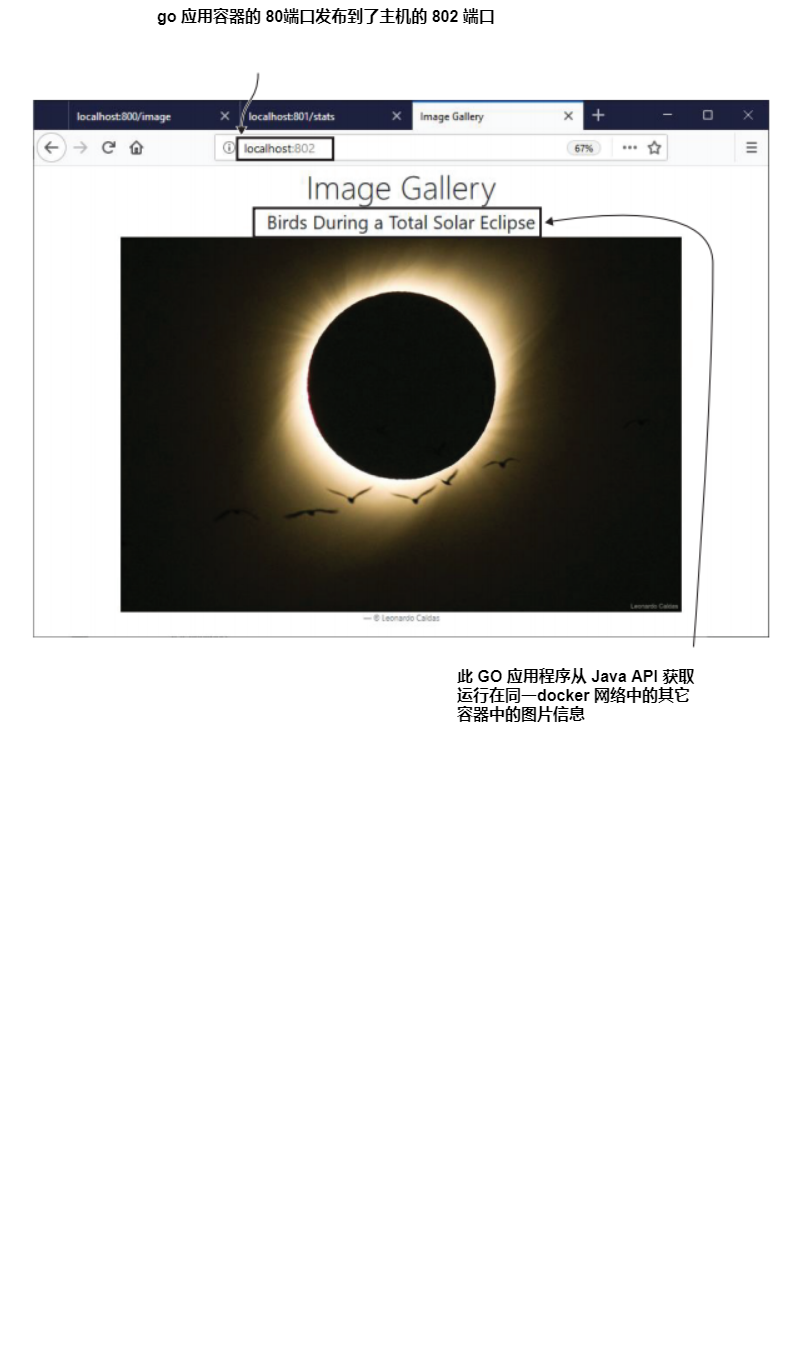 go 应用容器的 80端口发布到了主机的 802 端口
localhost:800/image
localhost:801/stats
Image Gallery
localhost:802
67%
Image Gallery
Birds During a Total Solar Eclipse
Leonardo Caldas
— © Leonardo Caldas
此 GO 应用程序从 Java API 获取
运行在同一docker 网络中的其它
容器中的图片信息